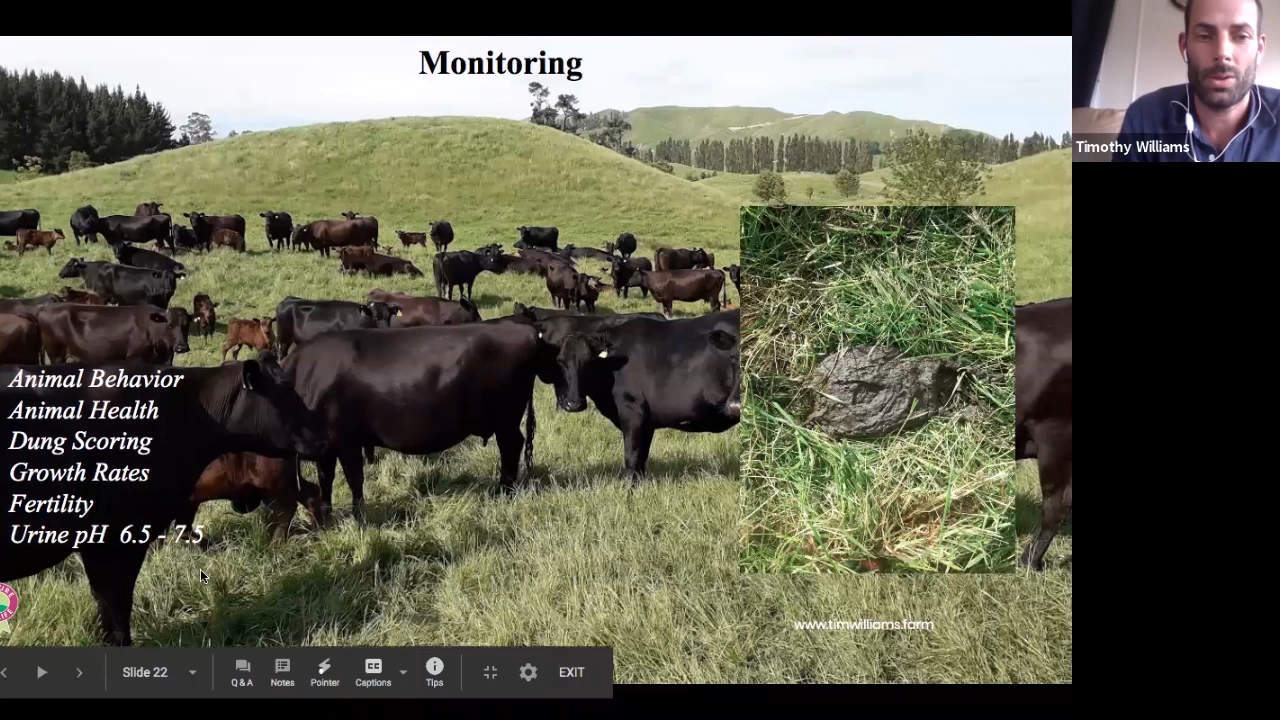 Monitoring
Timothy Williams
Animal Behavior
Animal Health
Dung Scoring
Growth Rates
Fertility
Urine pH 6.5 - 7.5
www.timwilliams.farm
Slide 22
Q & A
Notes
Pointer
Captions
Tips
EXIT